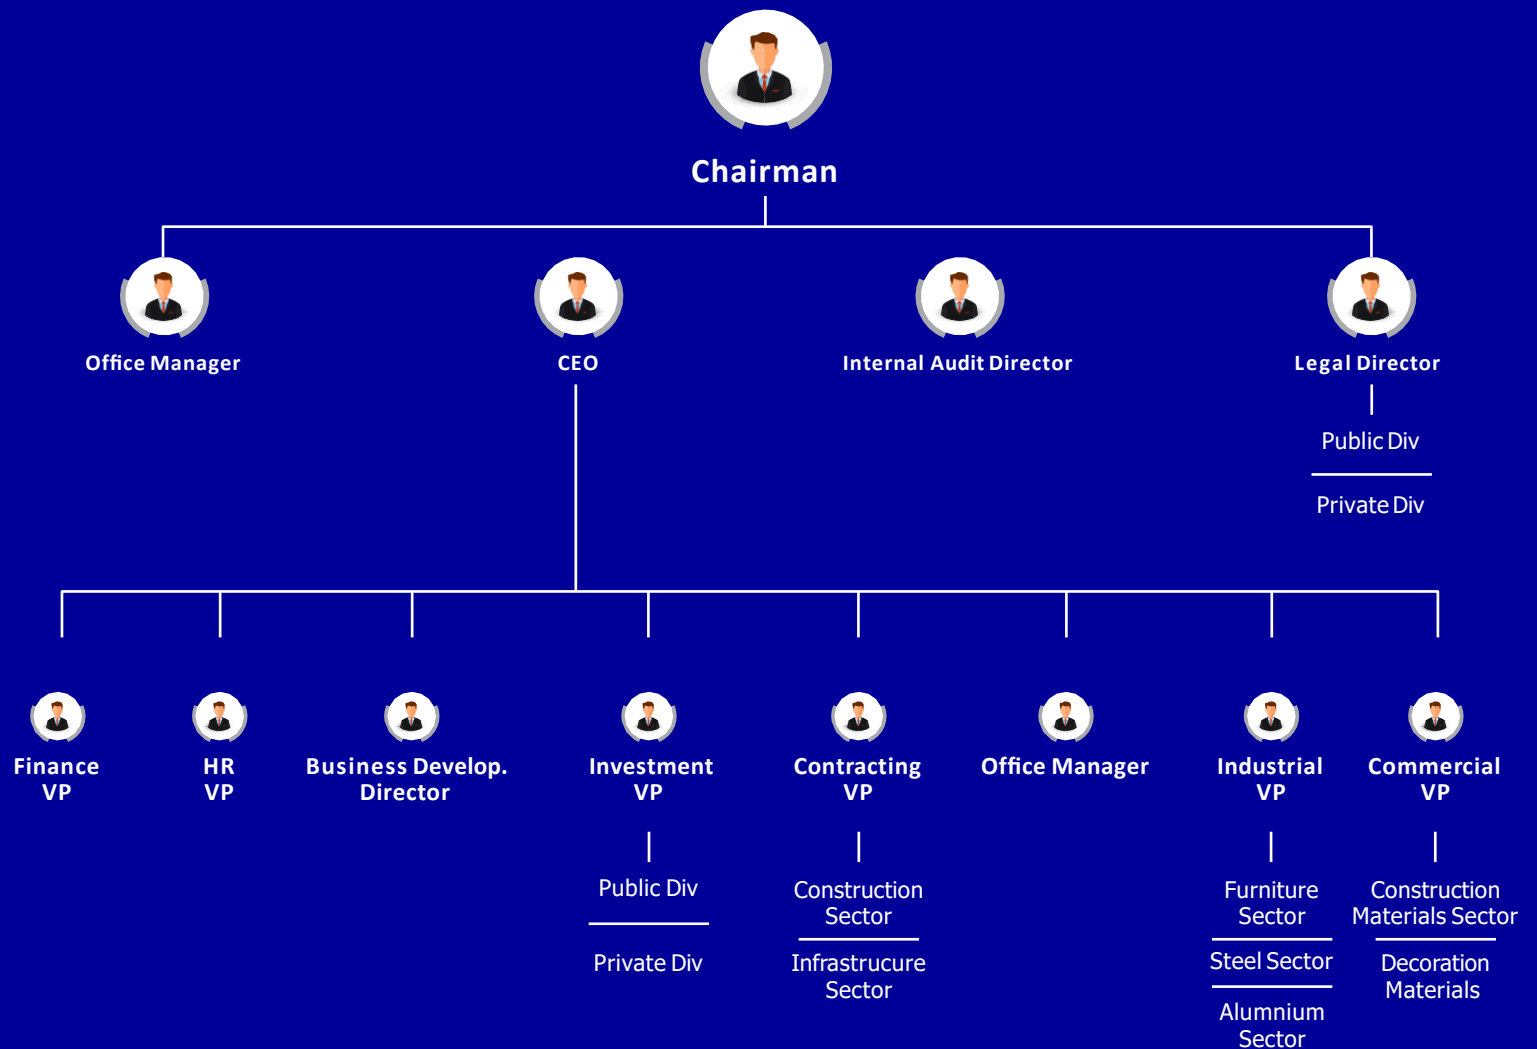 Chairman
Office Manager
CEO
Internal Audit Director
Legal Director
Public Div
Private Div
Finance
VP
HR
VP
Business Develop.
Director
Investment
VP
Contracting
VP
Office Manager
Industrial
VP
Commercial
VP
Public Div
Private Div
Construction
Sector
Infrastrucure
Sector
Furniture
Sector
Steel Sector
Alumnium
Sector
Construction
Materials Sector
Decoration
Materials